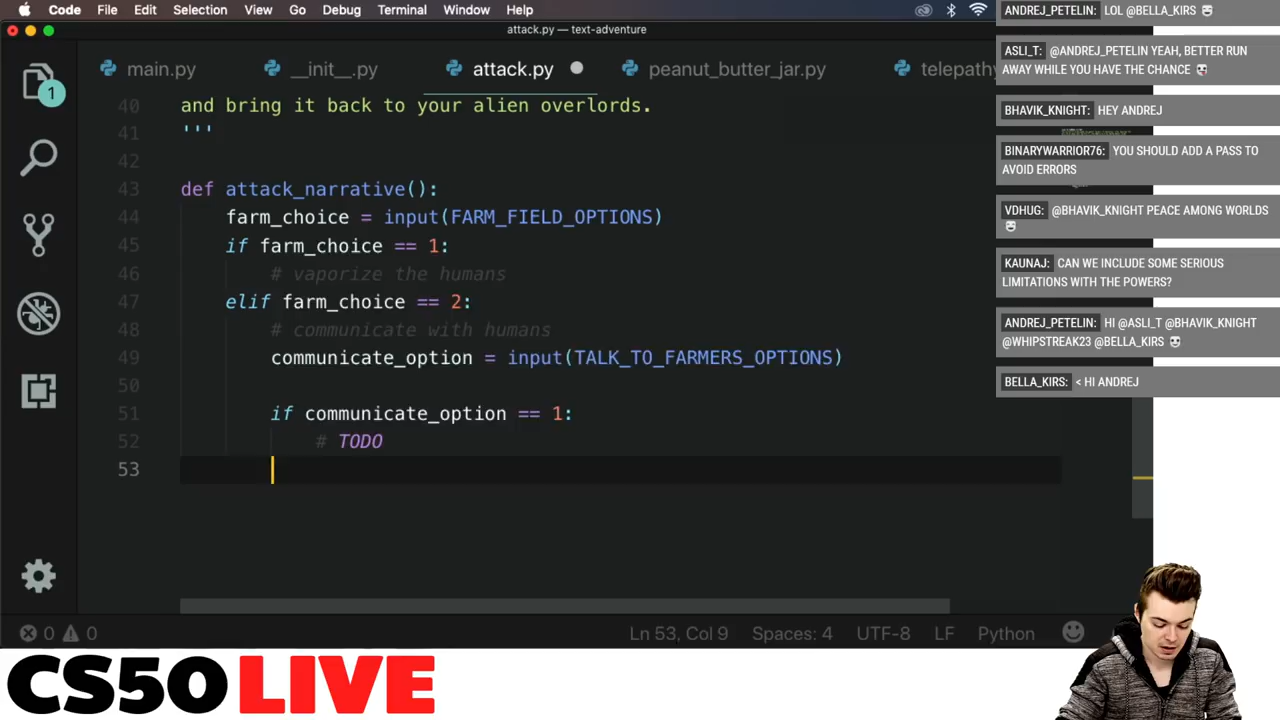 Code File Edit Selection View Go Debug Terminal Window Help
attack.py — text-adventure
main.py __init__.py attack.py peanut_butter_jar.py telepathy
1
40 and bring it back to your alien overlords.
41 '''
42
43 def attack_narrative():
44 farm_choice = input(FARM_FIELD_OPTIONS)
45 if farm_choice == 1:
46 # vaporize the humans
47 elif farm_choice == 2:
48 # communicate with humans
49 communicate_option = input(TALK_TO_FARMERS_OPTIONS)
50
51 if communicate_option == 1:
52 # TODO
53
0 0 Ln 53, Col 9 Spaces: 4 UTF-8 LF Python
ANDREJ_PETELIN: LOL @BELLA_KIRS
ASLI_T: @ANDREJ_PETELIN YEAH, BETTER RUN
AWAY WHILE YOU HAVE THE CHANCE
BHAVIK_KNIGHT: HEY ANDREJ
BINARYWARRIOR76: YOU SHOULD ADD A PASS TO
AVOID ERRORS
VDHUG: @BHAVIK_KNIGHT PEACE AMONG WORLDS
KAUNAJ: CAN WE INCLUDE SOME SERIOUS
LIMITATIONS WITH THE POWERS?
ANDREJ_PETELIN: HI @ASLI_T @BHAVIK_KNIGHT
@WHIPSTREAK23 @BELLA_KIRS
BELLA_KIRS: < HI ANDREJ
CS50 LIVE